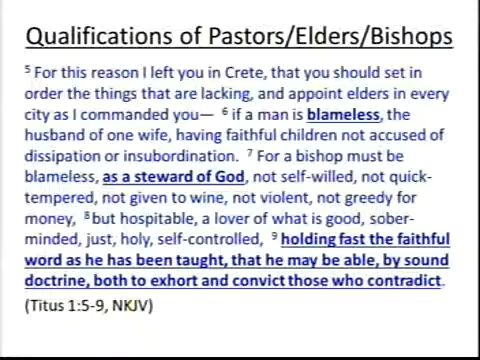 Qualifications of Pastors/Elders/Bishops
5 For this reason I left you in Crete, that you should set in
order the things that are lacking, and appoint elders in every
city as I commanded you— 6 if a man is blameless, the
husband of one wife, having faithful children not accused of
dissipation or insubordination. 7 For a bishop must be
blameless, as a steward of God, not self-willed, not quick-
tempered, not given to wine, not violent, not greedy for
money, 8 but hospitable, a lover of what is good, sober-
minded, just, holy, self-controlled, 9 holding fast the faithful
word as he has been taught, that he may be able, by sound
doctrine, both to exhort and convict those who contradict.
(Titus 1:5-9, NKJV)